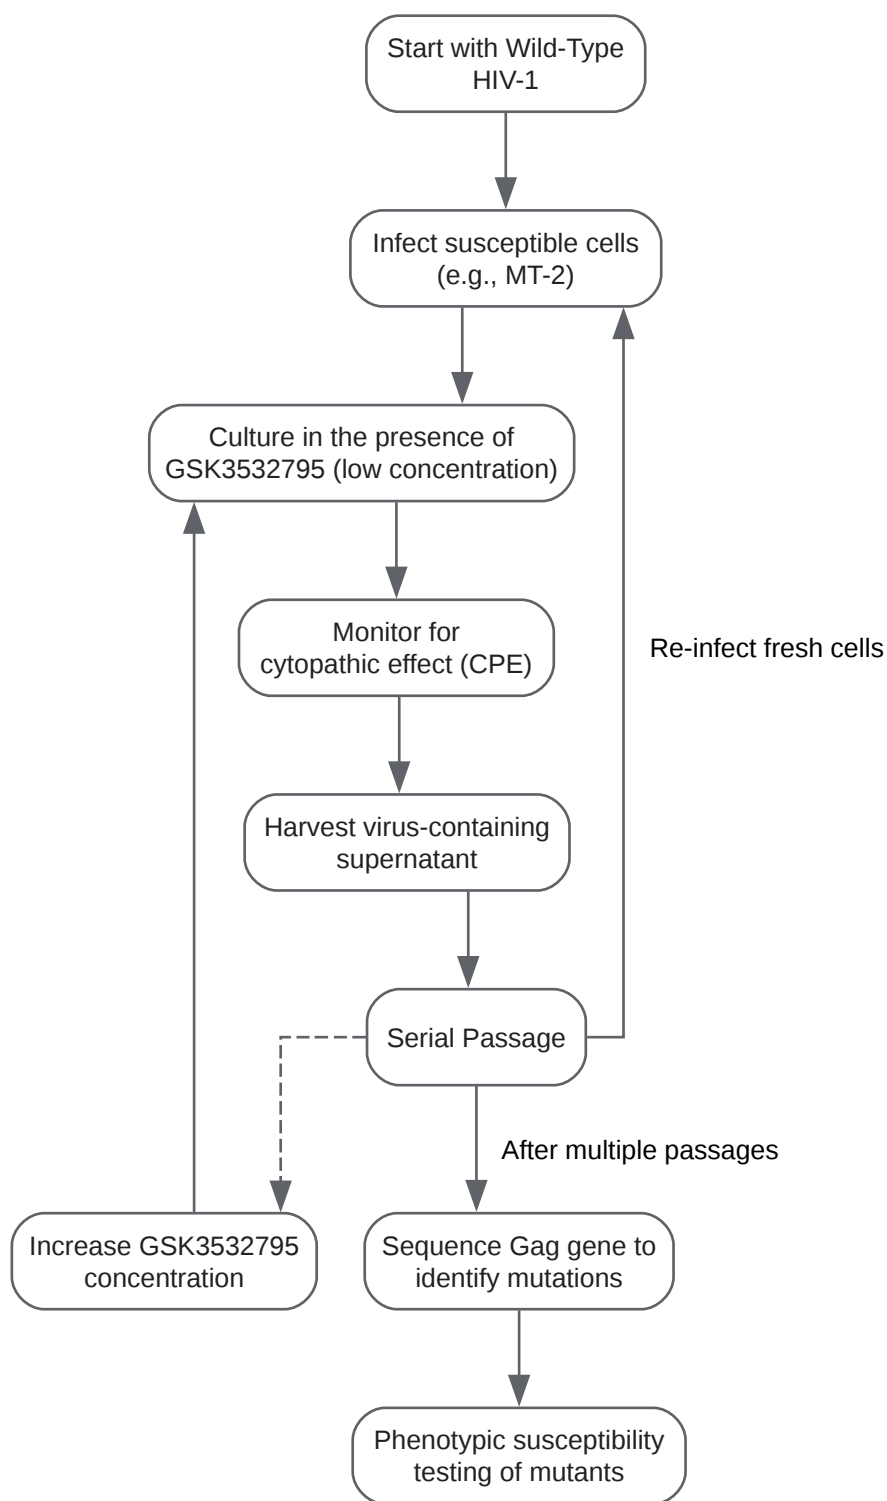 Start with Wild-Type
HIV-1
Infect susceptible cells
(e.g., MT-2)
Culture in the presence of
GSK3532795 (low concentration)
Monitor for
cytopathic effect (CPE)
Re-infect fresh cells
Harvest virus-containing
supernatant
Serial Passage
After multiple passages
Increase GSK3532795
concentration
Sequence Gag gene to
identify mutations
Phenotypic susceptibility
testing of mutants